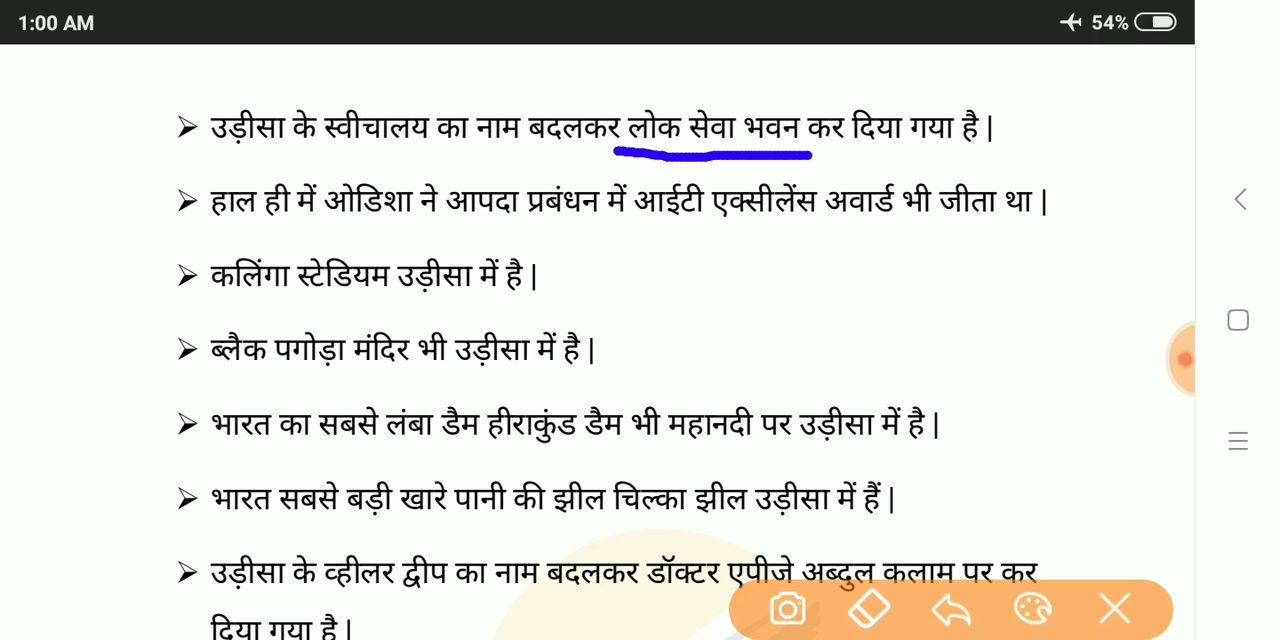 1:00 AM 54%
➢ उड़ीसा के स्वीचालय का नाम बदलकर लोक सेवा भवन कर दिया गया है |
➢ हाल ही में ओडिशा ने आपदा प्रबंधन में आईटी एक्सीलेंस अवार्ड भी जीता था |
➢ कलिंगा स्टेडियम उड़ीसा में है |
➢ ब्लैक पगोड़ा मंदिर भी उड़ीसा में है |
➢ भारत का सबसे लंबा डैम हीराकुंड डैम भी महानदी पर उड़ीसा में है |
➢ भारत सबसे बड़ी खारे पानी की झील चिल्का झील उड़ीसा में हैं |
➢ उड़ीसा के व्हीलर द्वीप का नाम बदलकर डॉक्टर एपीजे अब्दुल कलाम पर कर
दिया गया है |